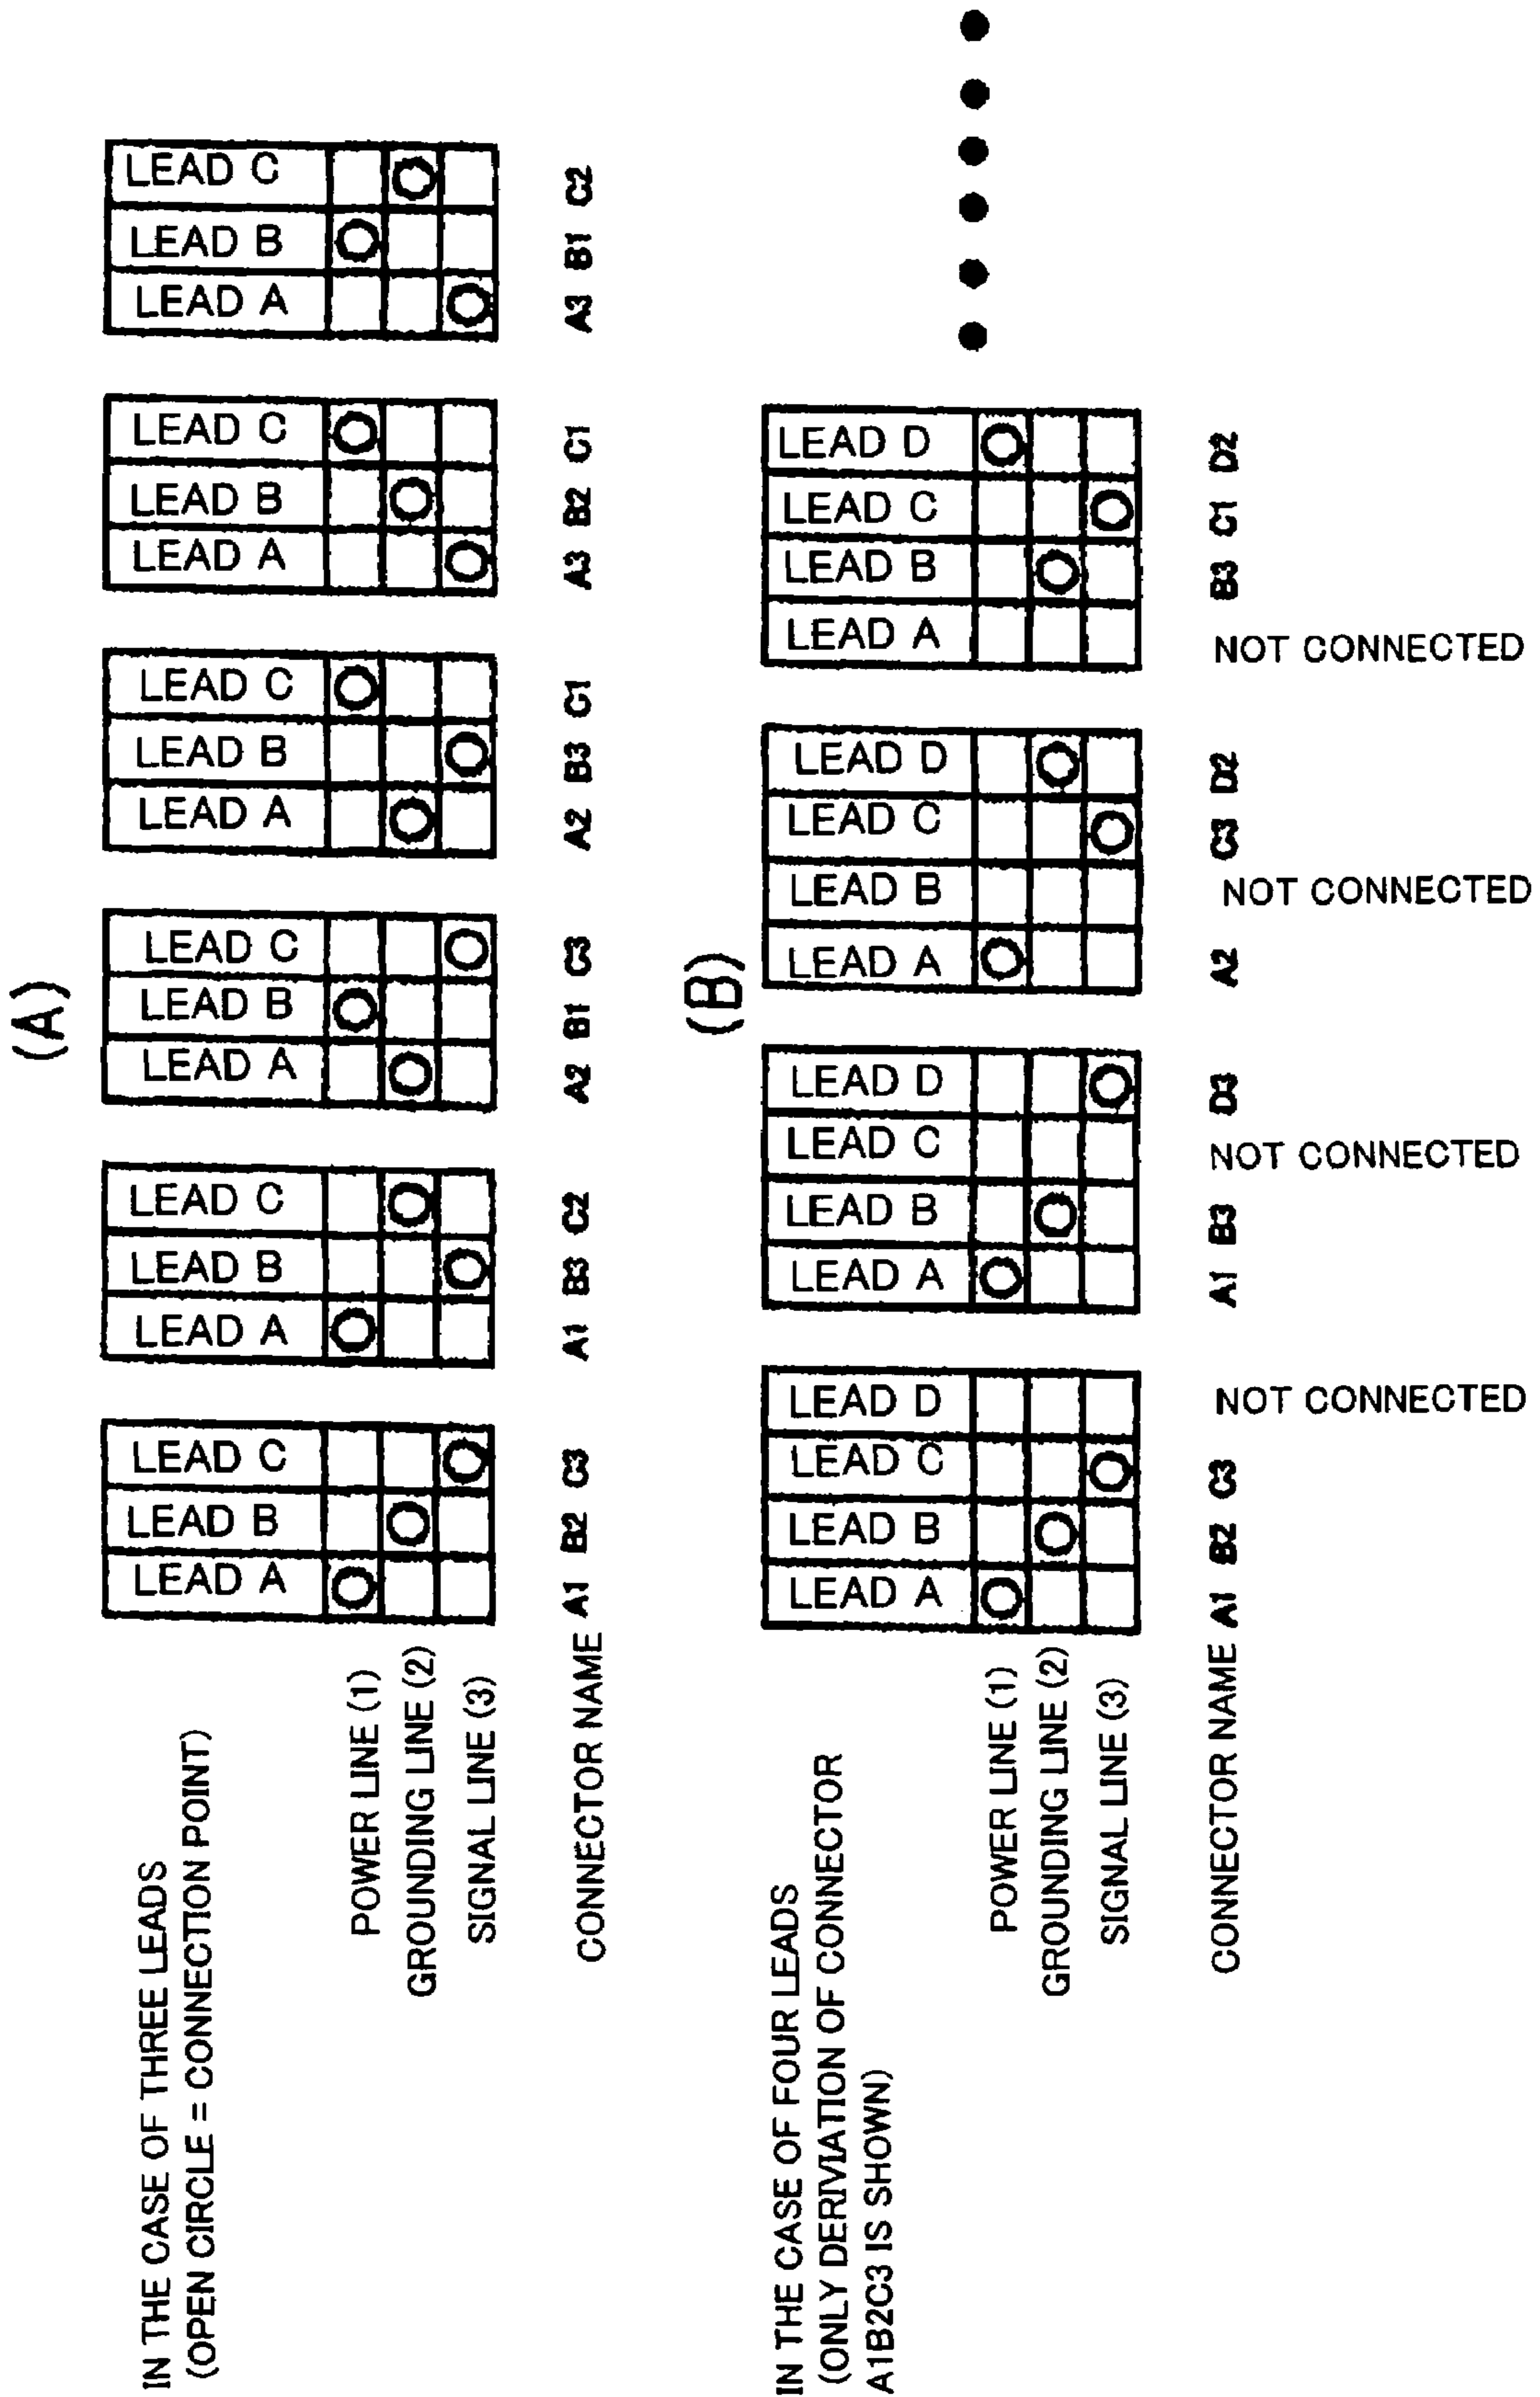 (A)
IN THE CASE OF THREE LEADS
(OPEN CIRCLE = CONNECTION POINT)
LEAD A LEAD B LEAD C LEAD A LEAD B LEAD C LEAD A LEAD B LEAD C LEAD A LEAD B LEAD C LEAD A LEAD B LEAD C LEAD A LEAD B LEAD C
POWER LINE (1)
GROUNDING LINE (2)
SIGNAL LINE (3)
CONNECTOR NAME A1 B2 C3 A1 B3 C2 A2 B1 C3 A2 B3 C1 A3 B2 C1 A3 B1 C2
(B)
IN THE CASE OF FOUR LEADS
(ONLY DERIVIATION OF CONNECTOR
A1B2C3 IS SHOWN)
LEAD A LEAD B LEAD C LEAD D LEAD A LEAD B LEAD C LEAD D LEAD A LEAD B LEAD C LEAD D LEAD A LEAD B LEAD C LEAD D
POWER LINE (1)
GROUNDING LINE (2)
SIGNAL LINE (3)
CONNECTOR NAME A1 B2 C3 NOT CONNECTED A1 B3 NOT CONNECTED D3 A2 NOT CONNECTED C3 D2 NOT CONNECTED B3 C1 D2